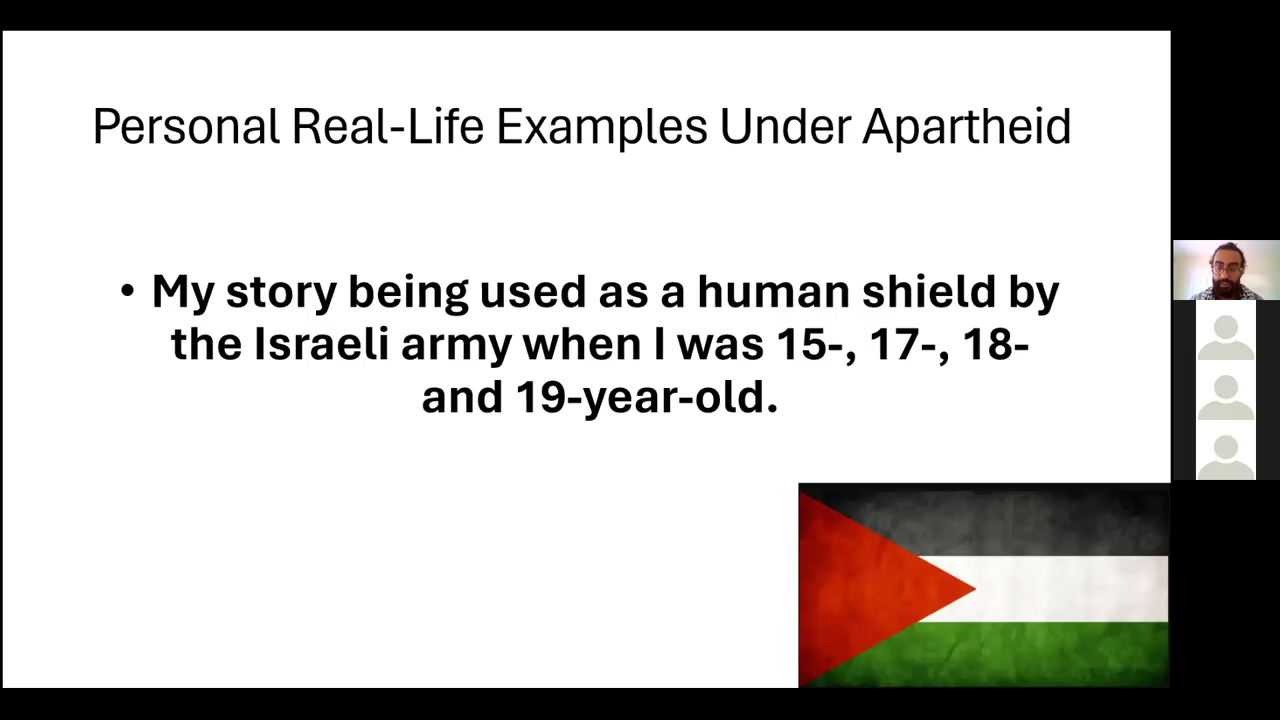 Personal Real-Life Examples Under Apartheid
• My story being used as a human shield by
the Israeli army when I was 15-, 17-, 18-
and 19-year-old.